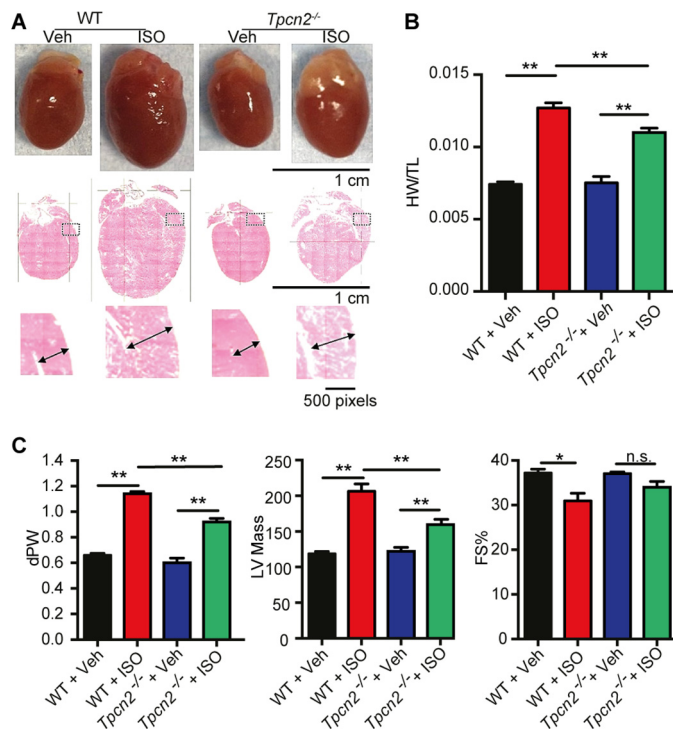 A
WT
Tpcn2-/-
Veh
ISO
Veh
ISO
1 cm
1 cm
500 pixels
B
HW/TL
0.015
0.010
0.005
0.000
**
**
**
WT + Veh
WT + ISO
Tpcn2-/- + Veh
Tpcn2-/- + ISO
C
dPW
1.4
1.2
1.0
0.8
0.6
0.4
0.2
0.0
**
**
**
WT + Veh
WT + ISO
Tpcn2-/- + Veh
Tpcn2-/- + ISO
LV Mass
250
200
150
100
50
0
**
**
**
WT + Veh
WT + ISO
Tpcn2-/- + Veh
Tpcn2-/- + ISO
FS%
50
40
30
20
10
0
*
n.s.
WT + Veh
WT + ISO
Tpcn2-/- + Veh
Tpcn2-/- + ISO